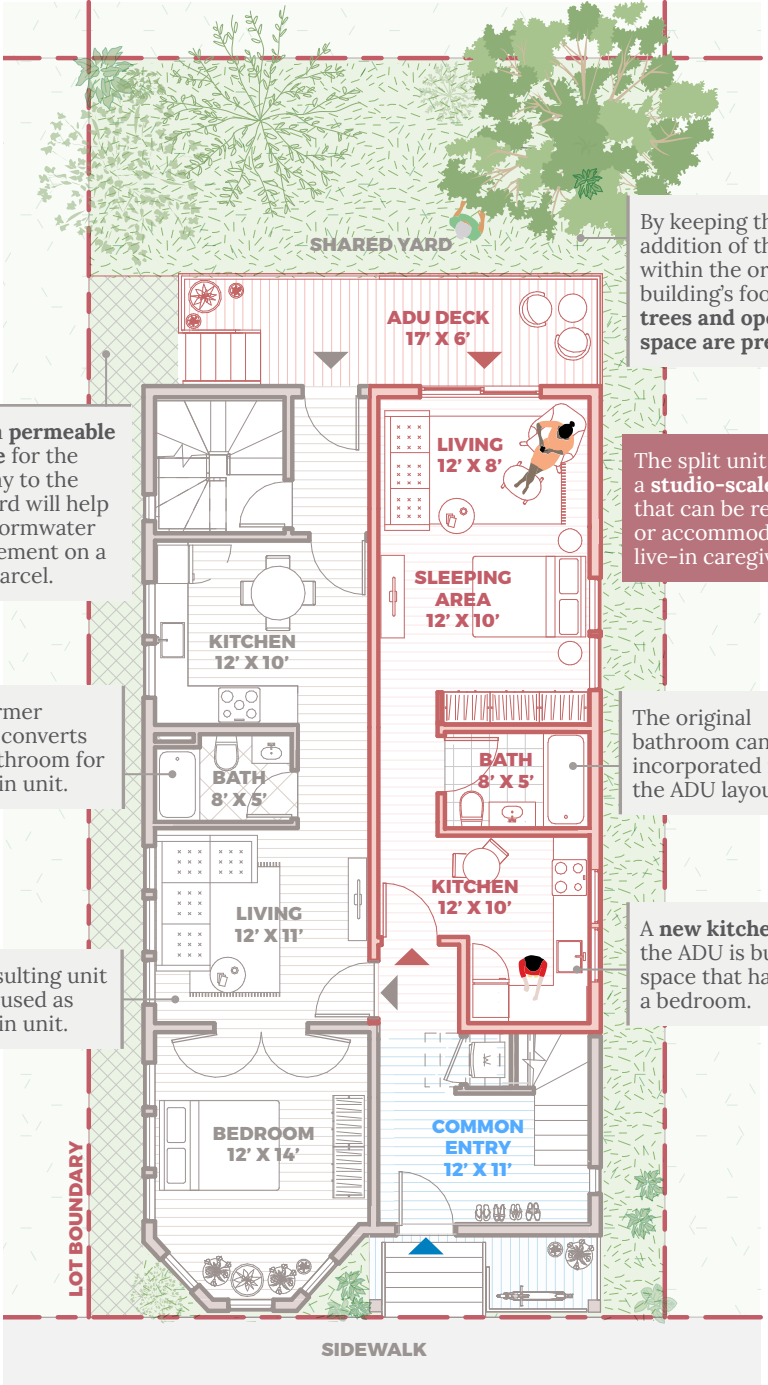 SHARED YARD
By keeping th
addition of th
within the or
building's foo
trees and ope
space are pre
ADU DECK
17' X 6'
permeable
for the
y to the
rd will help
ormwater
ement on a
arcel.
LIVING
12' X 8'
The split unit
a studio-scale
that can be re
or accommod
live-in caregiv
SLEEPING
AREA
12' X 10'
KITCHEN
12' X 10'
rmer
converts
throom for
in unit.
BATH
8' X 5'
BATH
8' X 5'
The original
bathroom can
incorporated
the ADU layou
KITCHEN
12' X 10'
LIVING
12' X 11'
A new kitche
the ADU is bu
space that ha
a bedroom.
sulting unit
used as
in unit.
BEDROOM
12' X 14'
COMMON
ENTRY
12' X 11'
LOT BOUNDARY
SIDEWALK